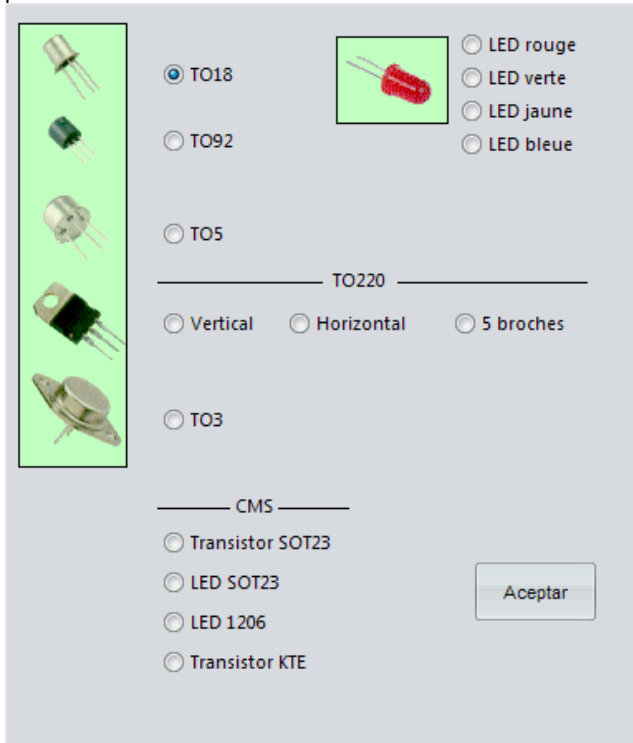 TO18
LED rouge
LED verte
LED jaune
LED bleue
TO92
TO5
TO220
Vertical
Horizontal
5 broches
TO3
CMS
Transistor SOT23
LED SOT23
LED 1206
Transistor KTE
Aceptar